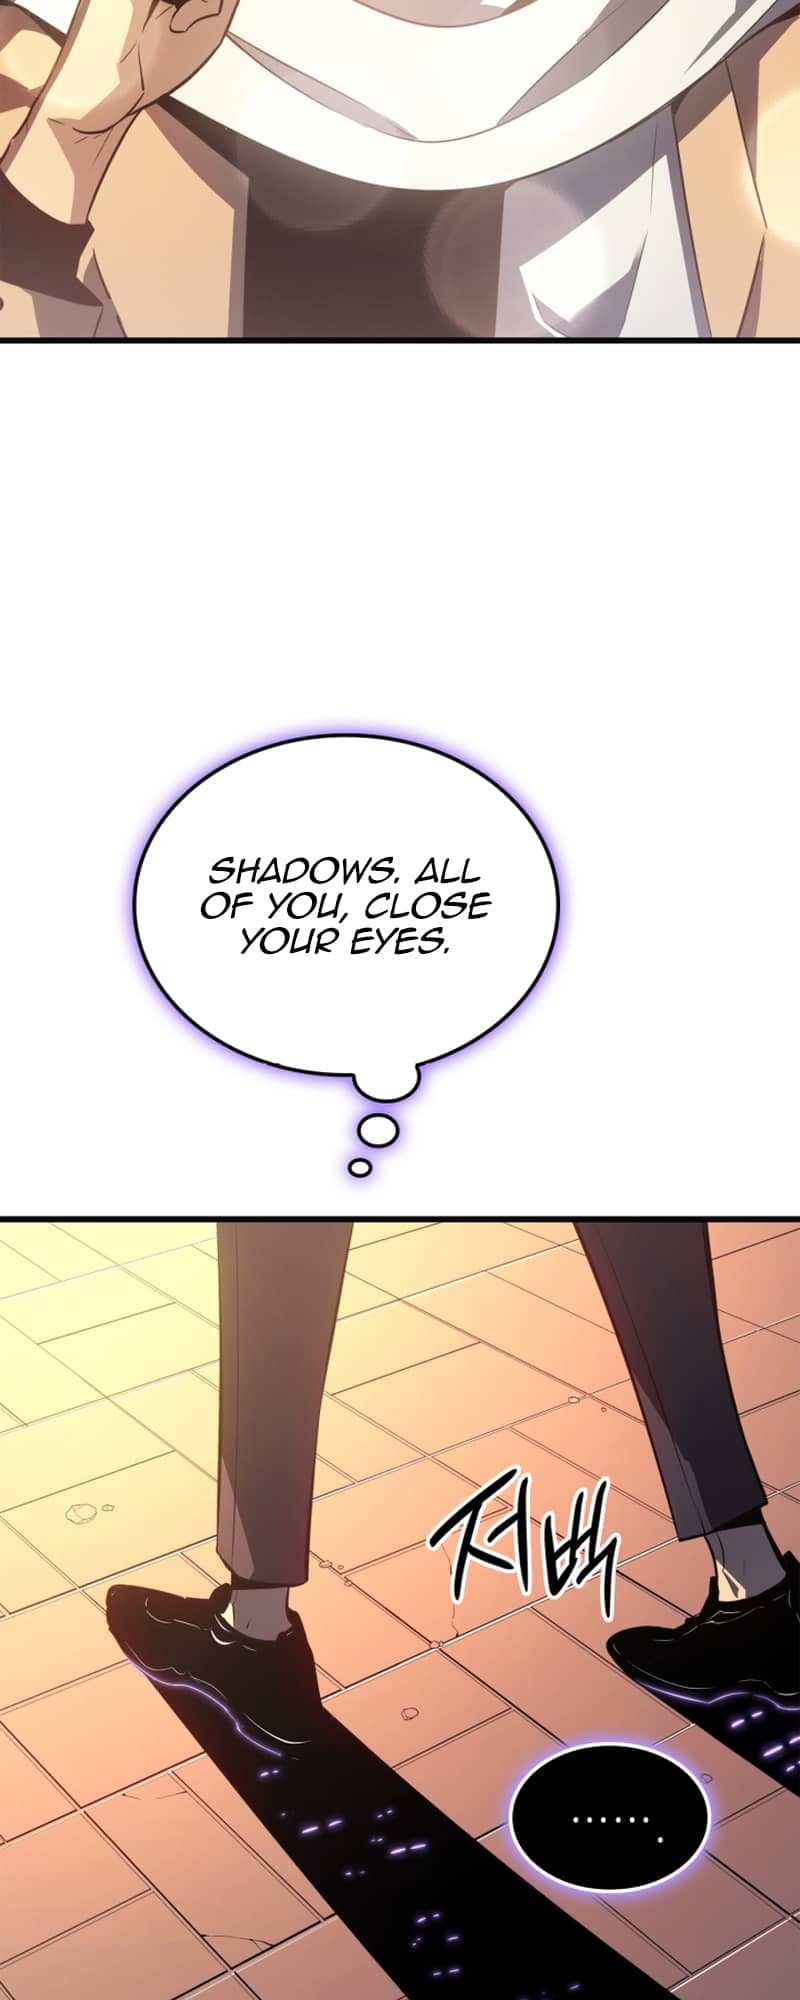 SHADOWS. ALL
OF YOU, CLOSE
YOUR EYES.
저벅
.......